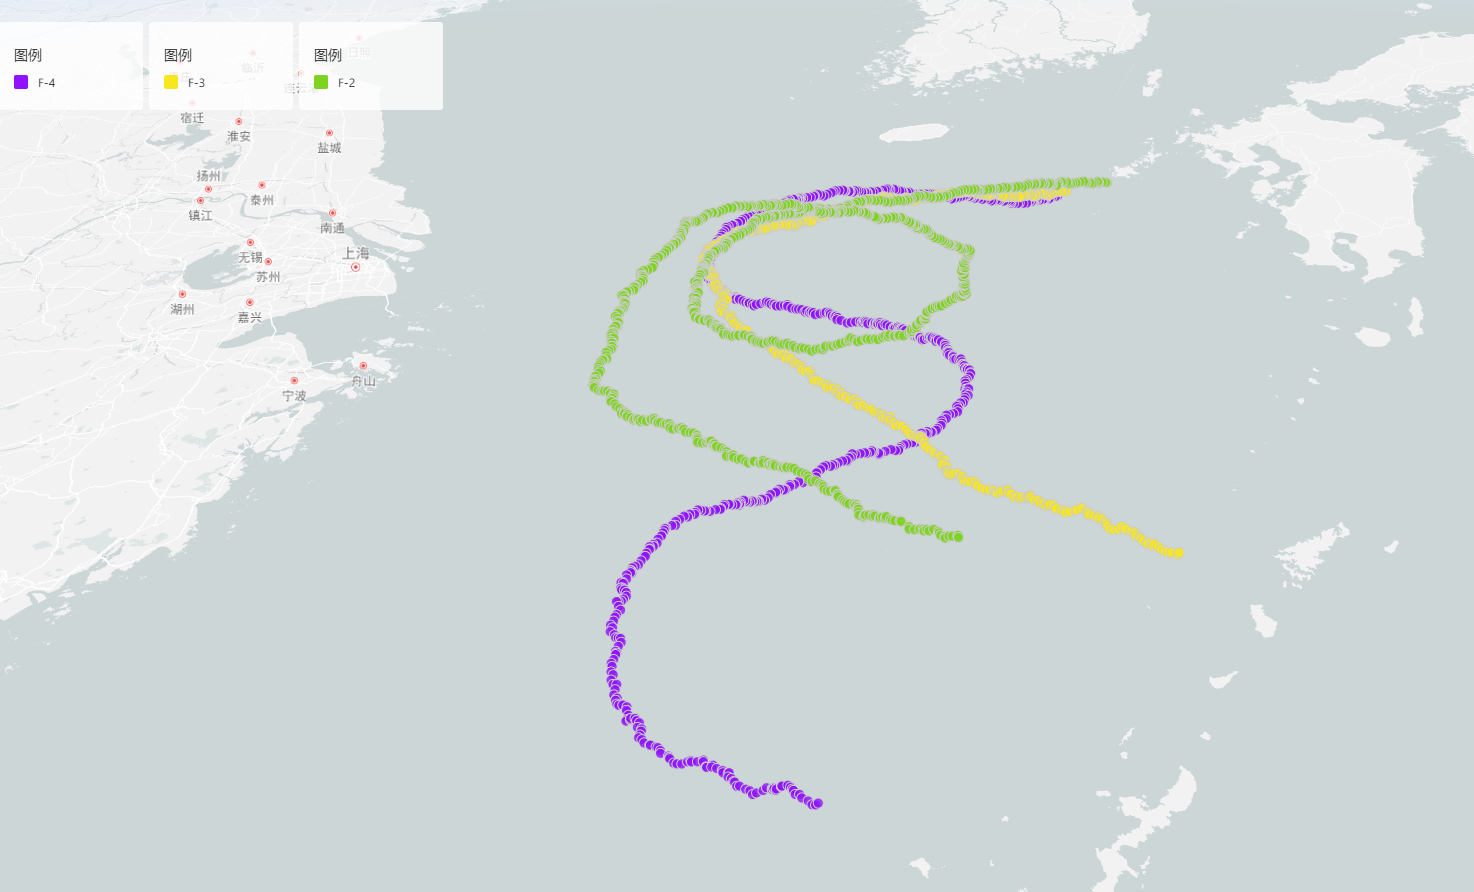 图例
F-4
图例
F-3
图例
F-2
日照
临沂
宿迁
淮安
盐城
扬州
泰州
镇江
南通
无锡
上海
苏州
湖州
嘉兴
舟山
宁波